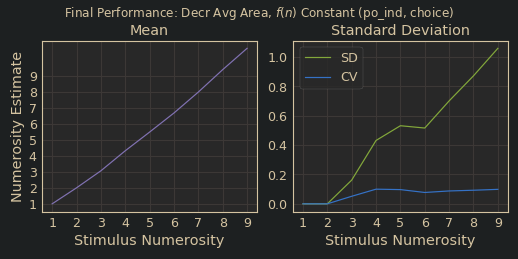 Final Performance: Decr Avg Area, f(n) Constant (po_ind, choice)
Mean
Numerosity Estimate
9
8
7
6
5
4
3
2
1
1 2 3 4 5 6 7 8 9
Stimulus Numerosity
Standard Deviation
SD
CV
1.0
0.8
0.6
0.4
0.2
0.0
1 2 3 4 5 6 7 8 9
Stimulus Numerosity